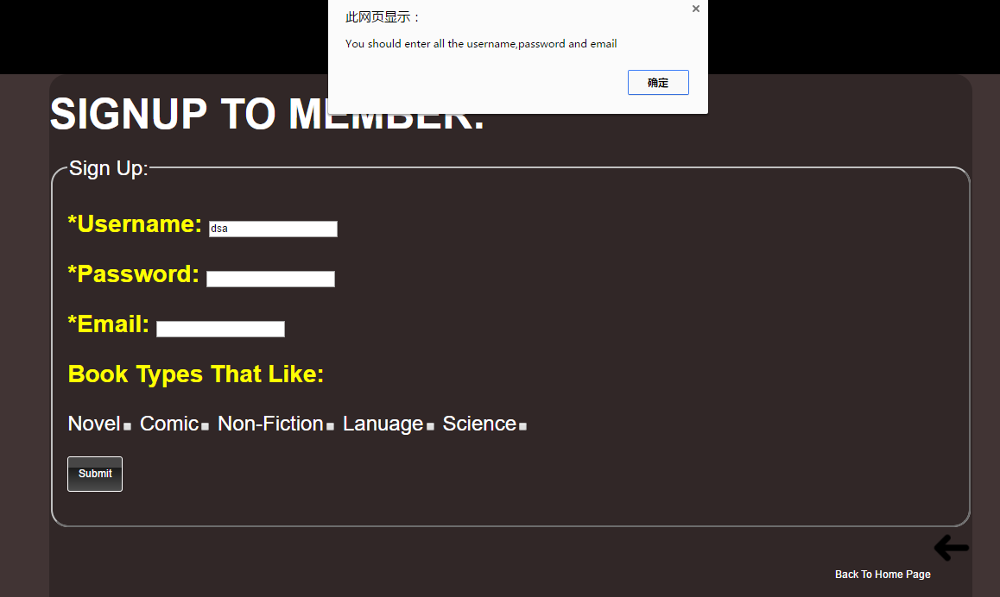 此网页显示：
You should enter all the username,password and email
确定
SIGNUP TO MEMBER.
Sign Up:
*Username: dsa
*Password:
*Email:
Book Types That Like:
Novel Comic Non-Fiction Lanuage Science
Submit
Back To Home Page